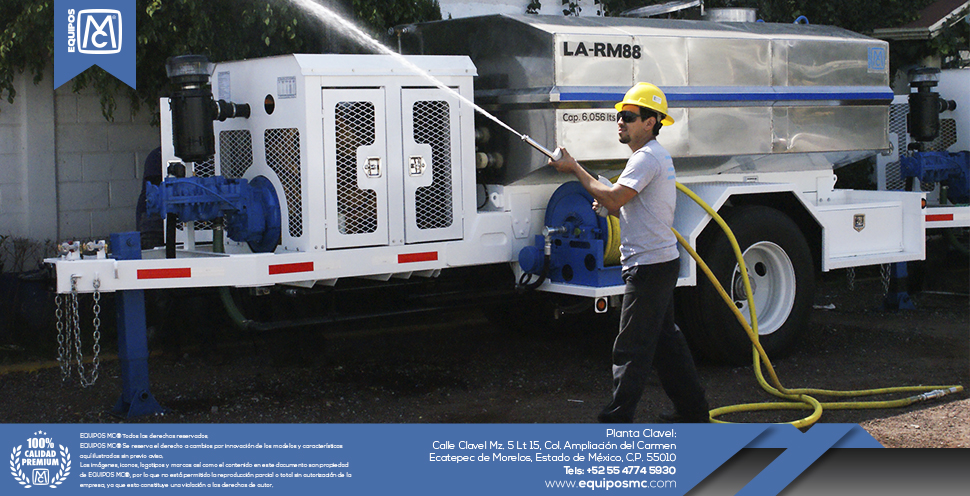 EQUIPOS
MC
LA-RM88
Cap. 6,056 lts
100%
CALIDAD
PREMIUM
MC
EQUIPOS MC® Todos los derechos reservados.
EQUIPOS MC® Se reserva el derecho a cambios por innovación de los modelos y características
aquí ilustradas sin previo aviso.
Las imágenes, iconos, logotipos y marcas así como el contenido en este documento son propiedad
de EQUIPOS MC®, por lo que no está permitida la reproducción parcial o total sin autorización de la
empresa, ya que esto constituye una violación a los derechos de autor.
Planta Clavel:
Calle Clavel Mz. 5 Lt 15, Col. Ampliación del Carmen
Ecatepec de Morelos, Estado de México, C.P. 55010
Tels: +52 55 4774 5930
www.equiposmc.com